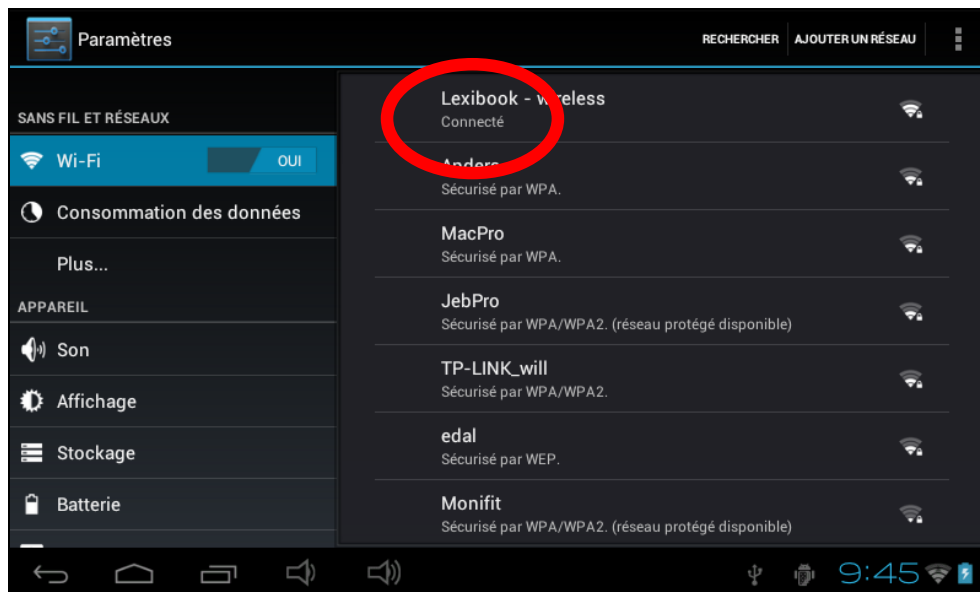 Paramètres
RECHERCHER
AJOUTER UN RÉSEAU
SANS FIL ET RÉSEAUX
Wi-Fi
OUI
Consommation des données
Plus...
APPAREIL
Son
Affichage
Stockage
Batterie
Lexibook - wireless
Connecté
Sécurisé par WPA.
MacPro
Sécurisé par WPA.
JebPro
Sécurisé par WPA/WPA2. (réseau protégé disponible)
TP-LINK_will
Sécurisé par WPA/WPA2.
edal
Sécurisé par WEP.
Monifit
Sécurisé par WPA/WPA2. (réseau protégé disponible)
9:45